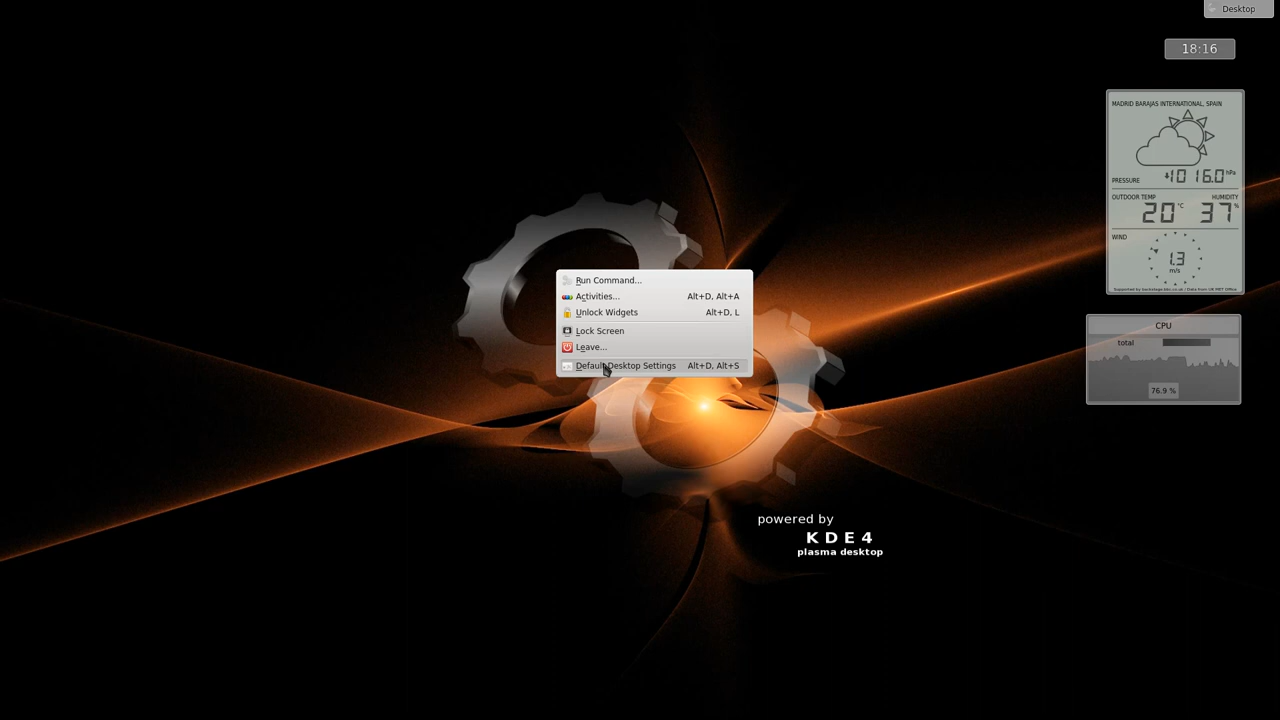 Desktop
18:16
MADRID BARAJAS INTERNATIONAL, SPAIN
PRESSURE 1016.0 hPa
OUTDOOR TEMP HUMIDITY
20 °C 37 %
WIND
1.3
m/s
CPU
total
76.9 %
Run Command...
Activities... Alt+D, Alt+A
Unlock Widgets Alt+D, L
Lock Screen
Leave...
Default Desktop Settings Alt+D, Alt+S
powered by
KDE4
plasma desktop